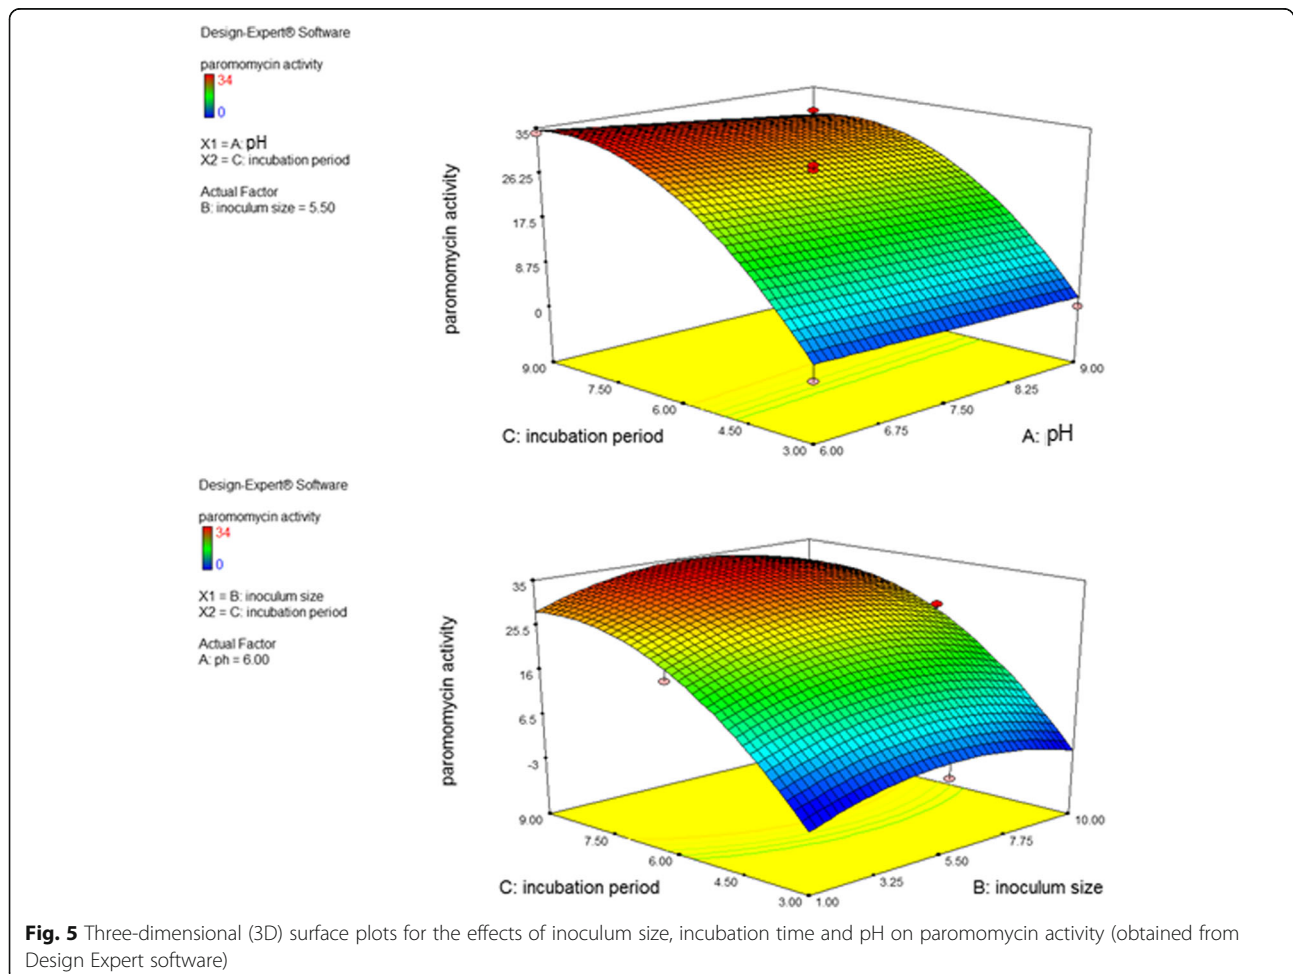 Design-Expert® Software
paromomycin activity
34
0
X1 = A: pH
X2 = C: incubation period
Actual Factor
B: inoculum size = 5.50
35
26.25
17.5
8.75
0
paromomycin activity
9.00
7.50
6.00
4.50
3.00
6.00
6.75
7.50
8.25
9.00
C: incubation period
A: pH
Design-Expert® Software
paromomycin activity
34
0
X1 = B: inoculum size
X2 = C: incubation period
Actual Factor
A: ph = 6.00
35
25.5
16
6.5
-3
paromomycin activity
9.00
7.50
6.00
4.50
3.00
1.00
3.25
5.50
7.75
10.00
C: incubation period
B: inoculum size
Fig. 5 Three-dimensional (3D) surface plots for the effects of inoculum size, incubation time and pH on paromomycin activity (obtained from
Design Expert software)